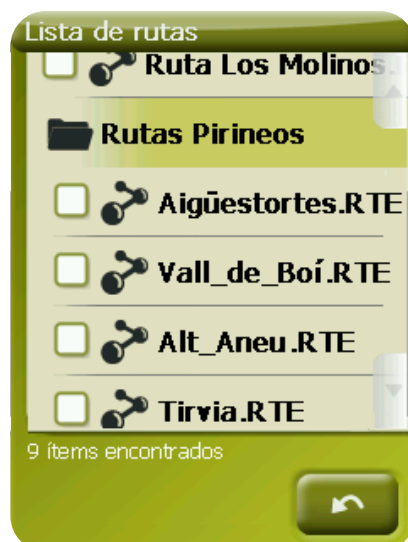 Lista de rutas
Ruta Los Molinos.
Rutas Pirineos
Aigüestortes.RTE
Vall_de_Boí.RTE
Alt_Aneu.RTE
Tirvia.RTE
9 ítems encontrados